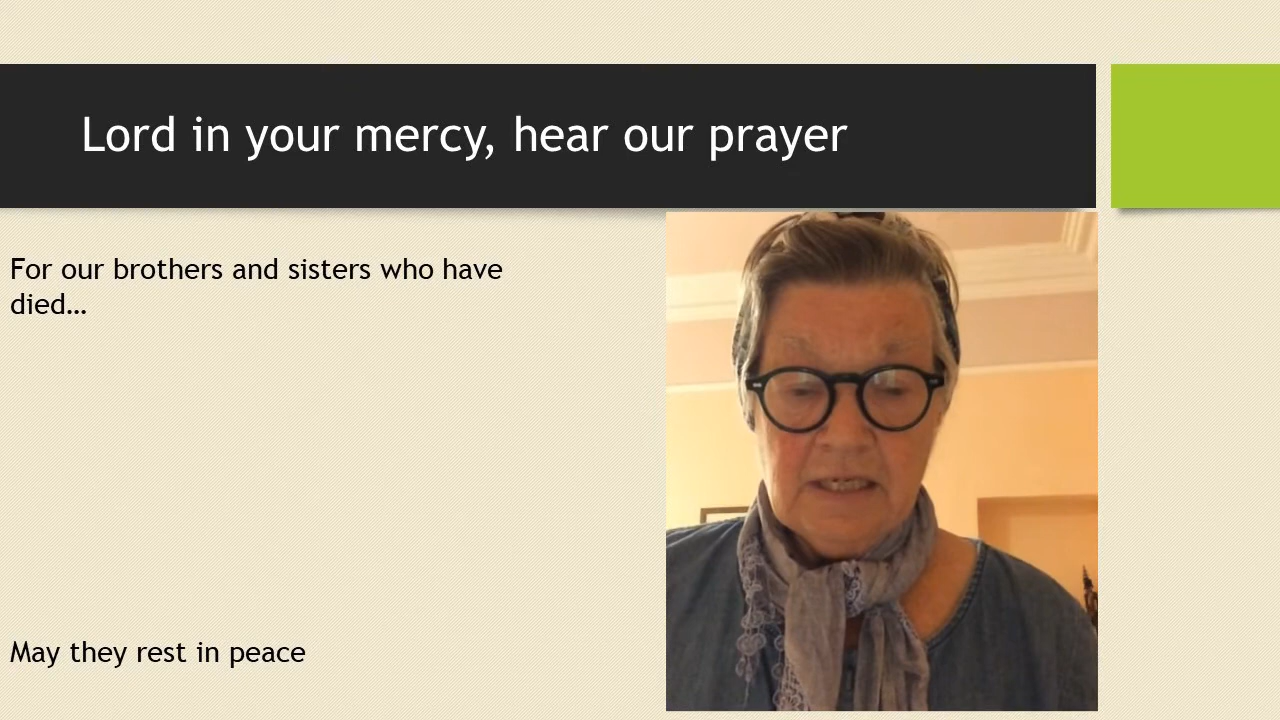 Lord in your mercy, hear our prayer
For our brothers and sisters who have
died…
May they rest in peace